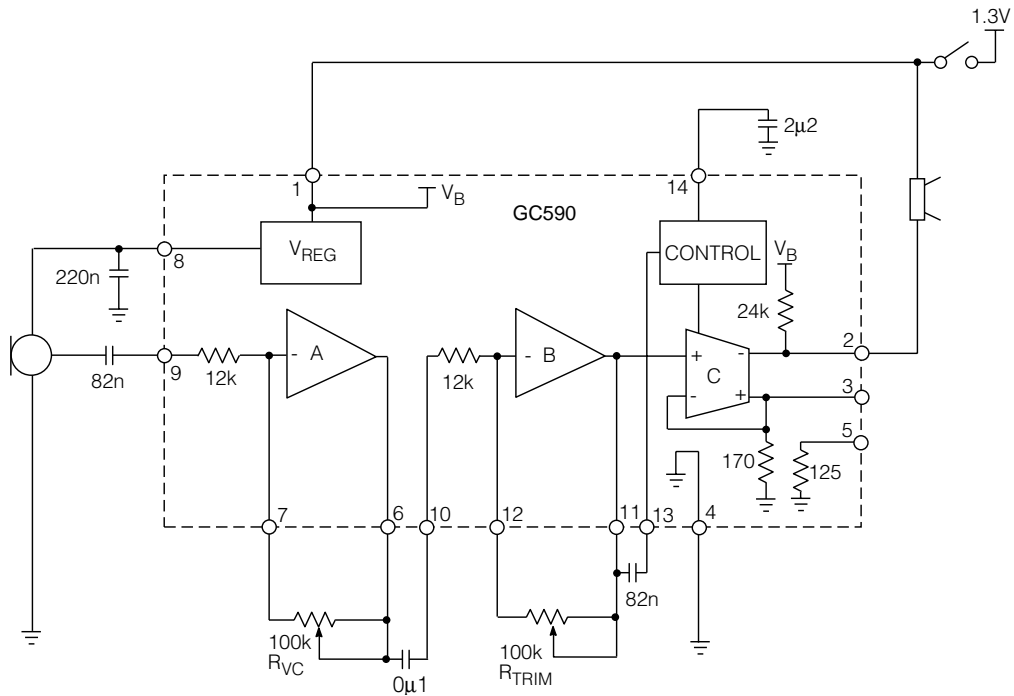 1.3V
2µ2
1
V_B
14
GC590
8
V_REG
CONTROL
220n
V_B
24k
A
B
+
-
2
-
-
C
9
12k
12k
-
+
3
82n
5
170
125
7
6
10
12
11
13
4
82n
100k
R_VC
0µ1
100k
R_TRIM